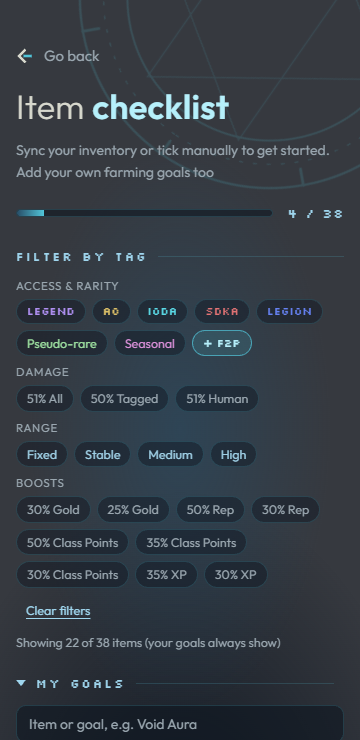 Go back
Item checklist
Sync your inventory or tick manually to get started.
Add your own farming goals too
4 / 38
FILTER BY TAG
ACCESS & RARITY
LEGEND AC IODA SDKA LEGION
Pseudo-rare Seasonal + F2P
DAMAGE
51% All 50% Tagged 51% Human
RANGE
Fixed Stable Medium High
BOOSTS
30% Gold 25% Gold 50% Rep 30% Rep
50% Class Points 35% Class Points
30% Class Points 35% XP 30% XP
Clear filters
Showing 22 of 38 items (your goals always show)
MY GOALS
Item or goal, e.g. Void Aura